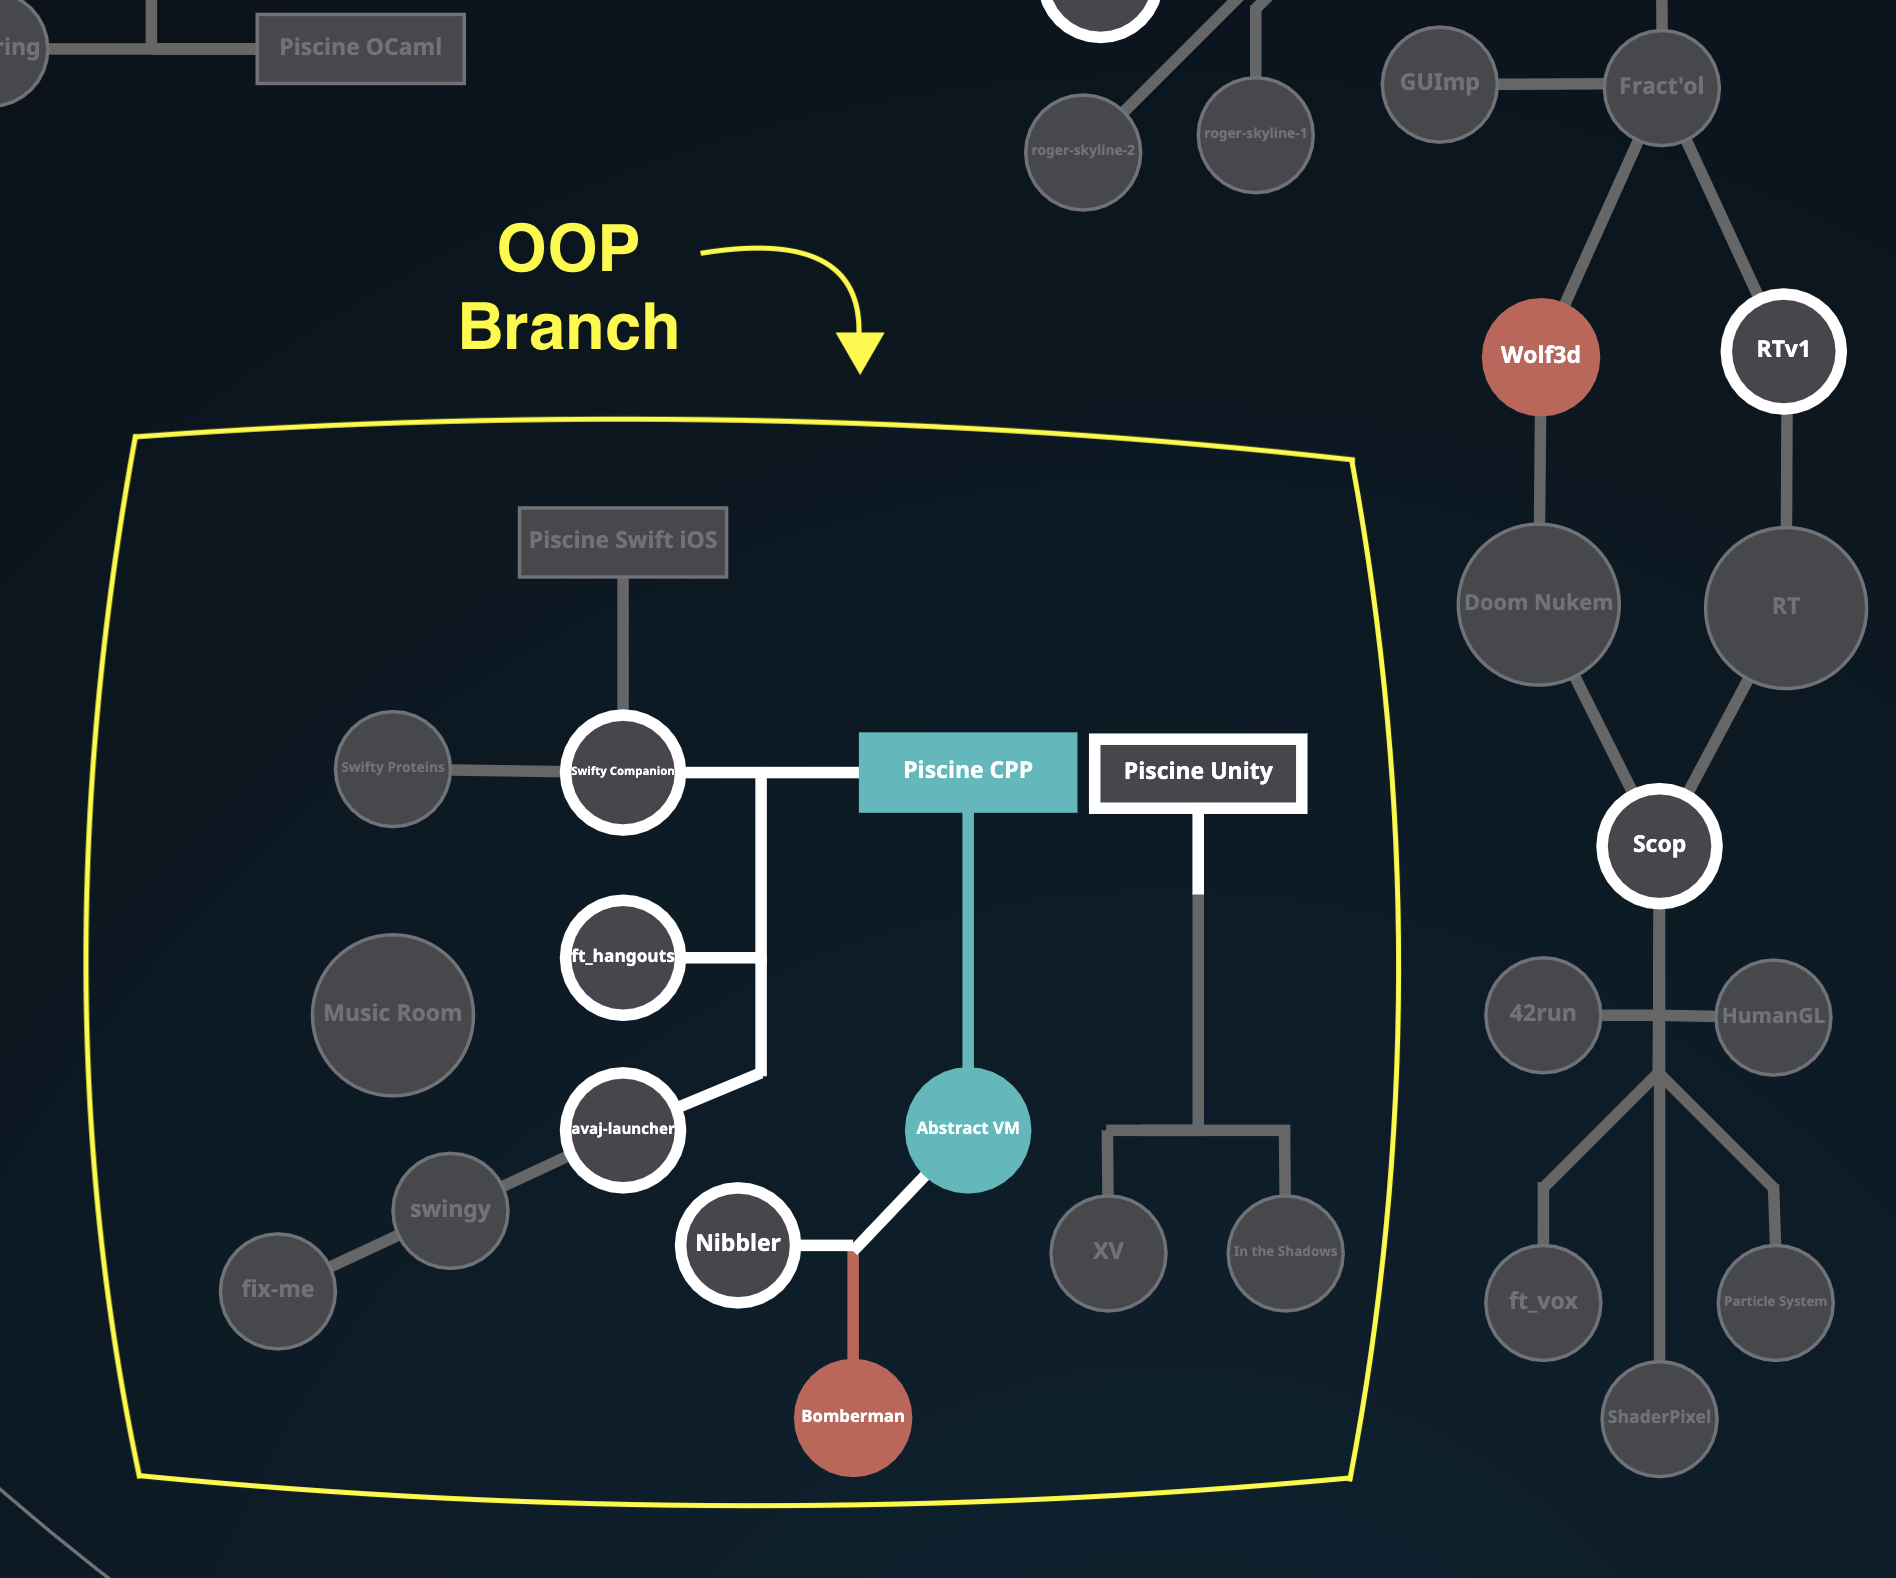 ring
Piscine OCaml
GUImp
Fract'ol
roger-skyline-2
roger-skyline-1
OOP
Branch
Wolf3d
RTv1
Piscine Swift iOS
Doom Nukem
RT
Swifty Proteins
Swifty Companion
Piscine CPP
Piscine Unity
Scop
ft_hangouts
Music Room
42run
HumanGL
avaj-launcher
Abstract VM
swingy
Nibbler
XV
In the Shadows
fix-me
ft_vox
Particle System
Bomberman
ShaderPixel